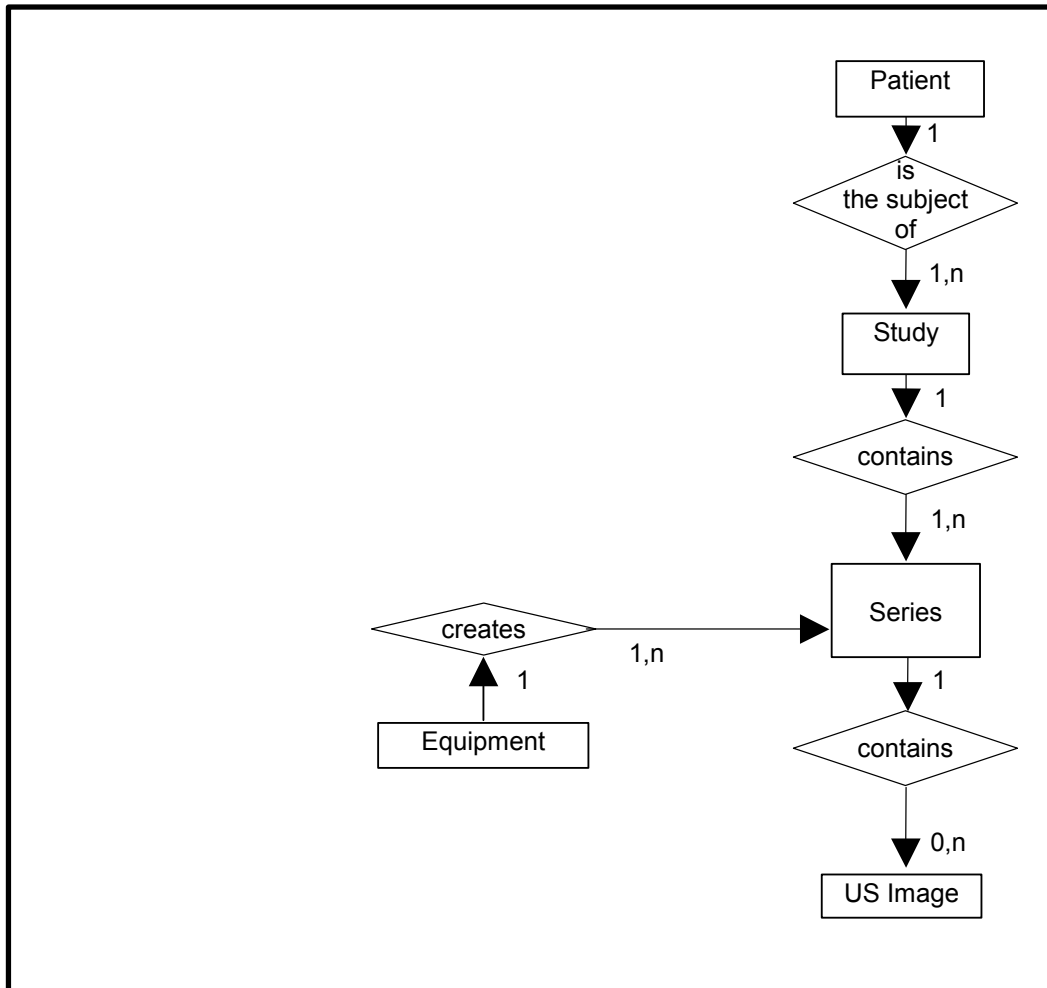 Patient
1
is
the subject
of
1,n
Study
1
contains
1,n
Series
creates
1,n
1
1
Equipment
contains
0,n
US Image